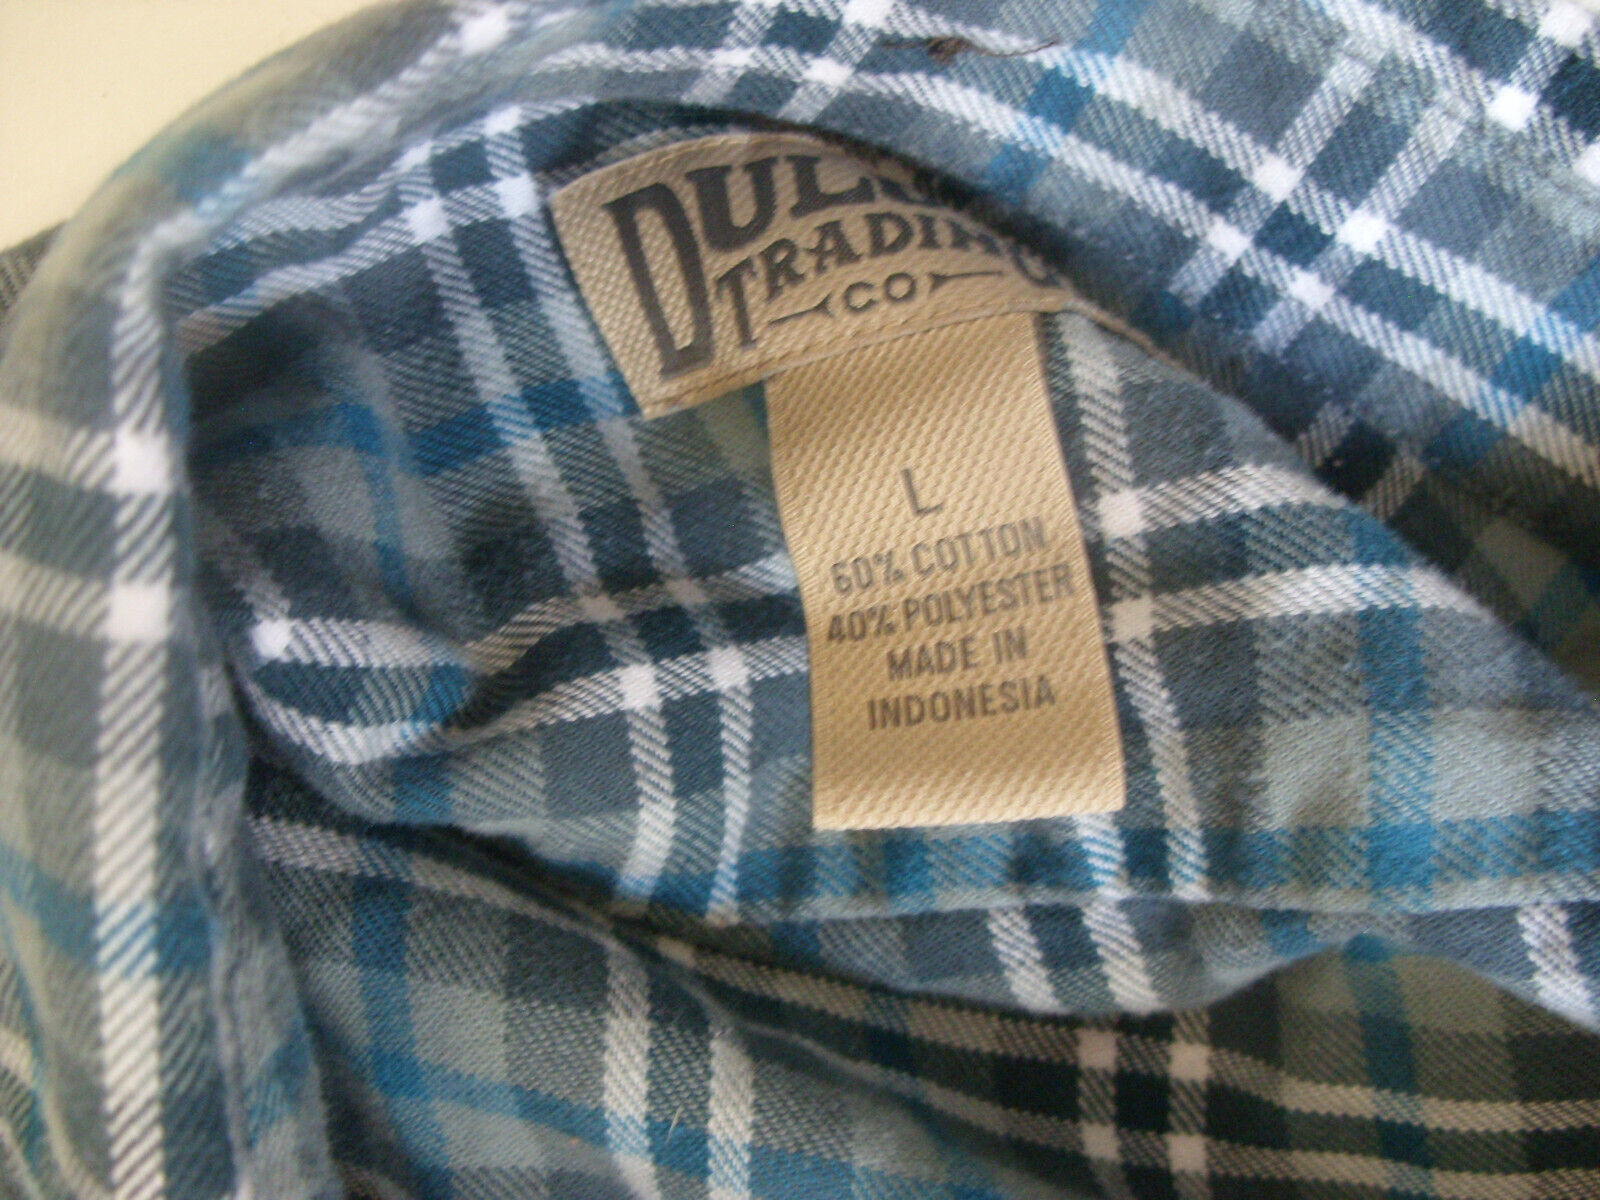 TRADING
CO
L
60% COTTON
40% POLYESTER
MADE IN
INDONESIA